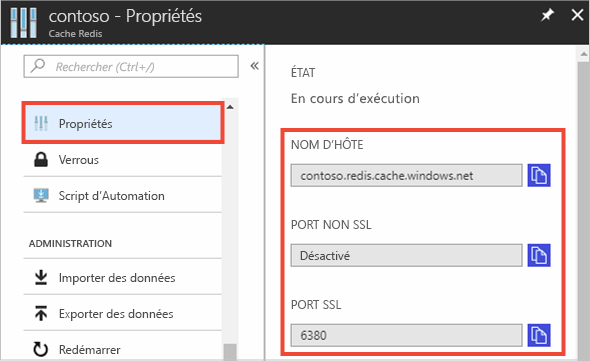 contoso - Propriétés
Cache Redis
Rechercher (Ctrl+/)
Propriétés
Verrous
Script d'Automation
ADMINISTRATION
Importer des données
Exporter des données
Redémarrer
ÉTAT
En cours d'exécution
NOM D'HÔTE
contoso.redis.cache.windows.net
PORT NON SSL
Désactivé
PORT SSL
6380